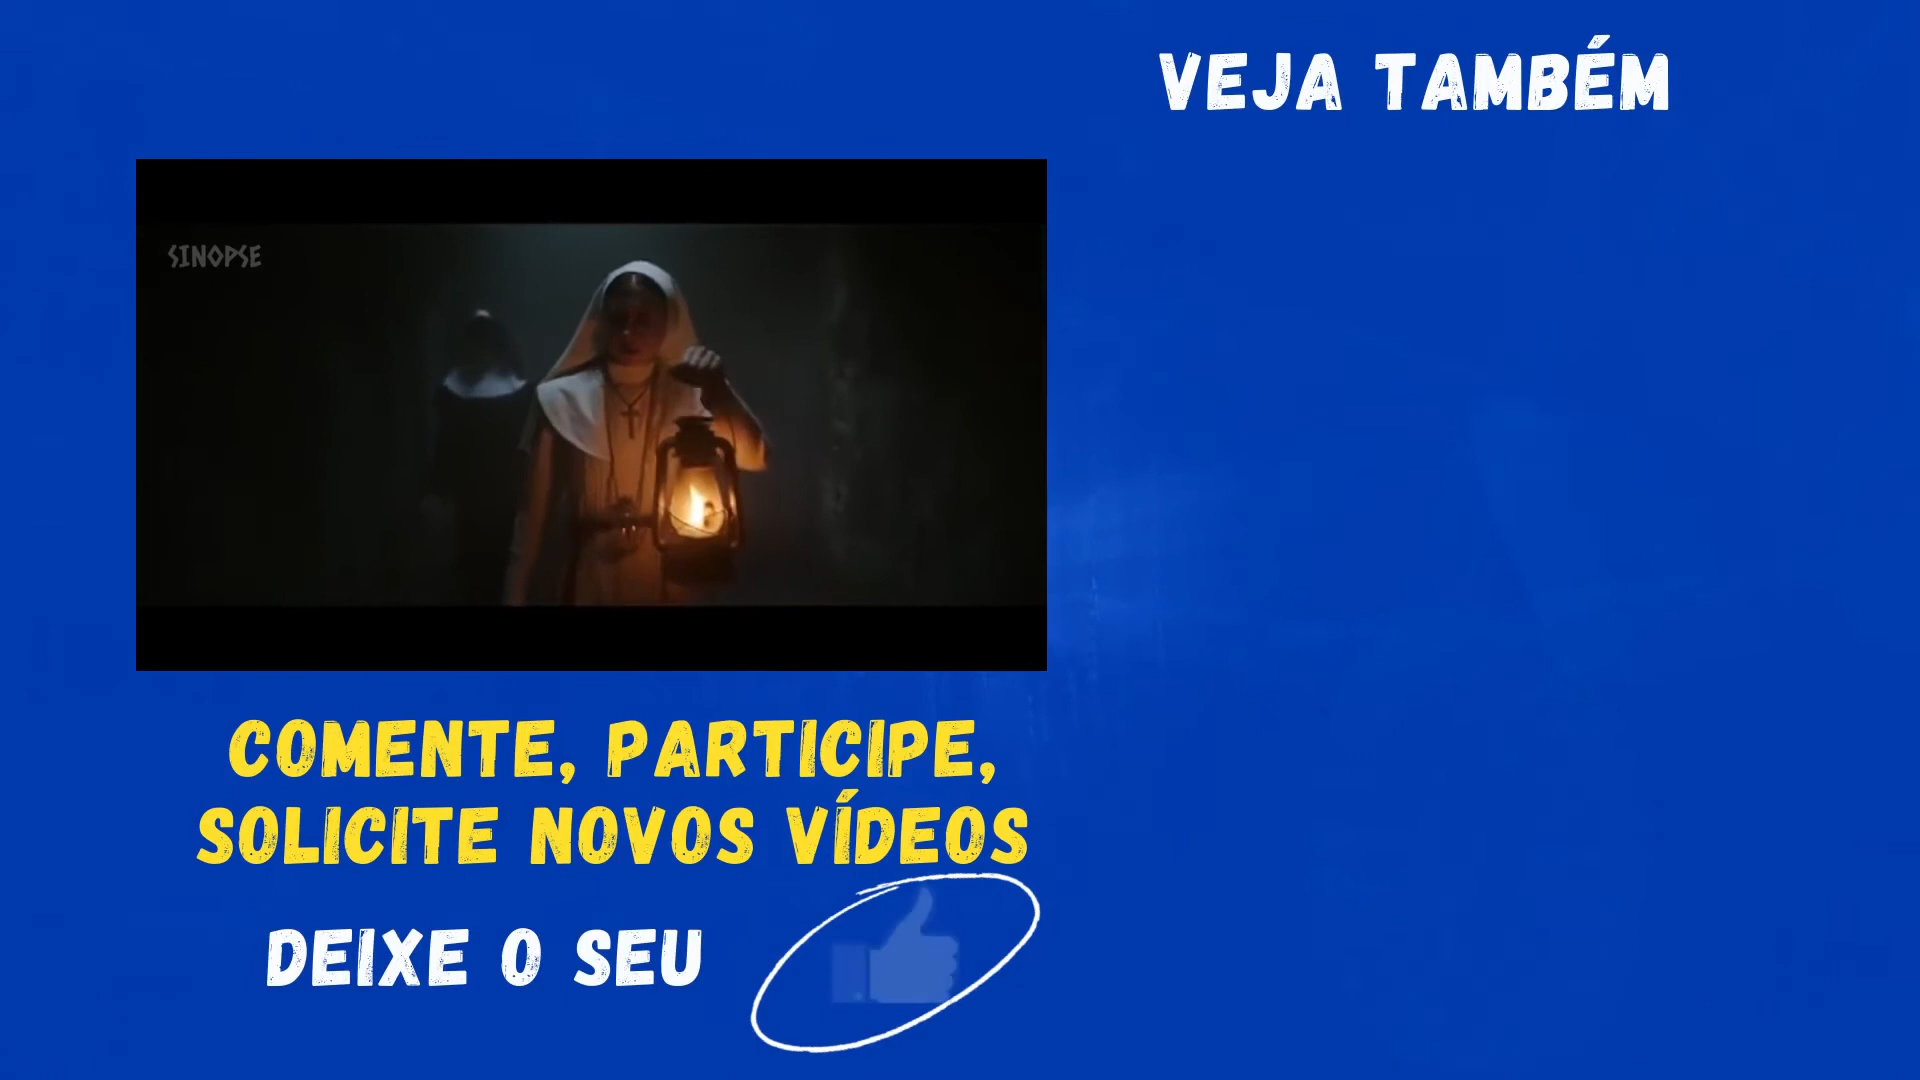 VEJA TAMBÉM
SINOPSE
COMENTE, PARTICIPE,
SOLICITE NOVOS VÍDEOS
DEIXE O SEU